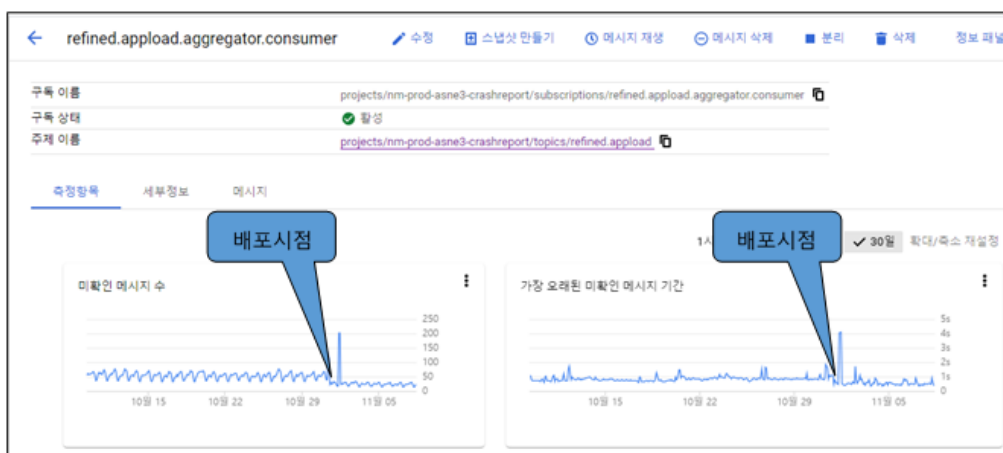 refined.appload.aggregator.consumer 수정 스냅샷 만들기 메시지 재생 메시지 삭제 분리 삭제 정보 패널
구독 이름 projects/nm-prod-asne3-crashreport/subscriptions/refined.appload.aggregator.consumer
구독 상태 활성
주제 이름 projects/nm-prod-asne3-crashreport/topics/refined.appload
측정항목 세부정보 메시지
배포시점 배포시점
30일 확대/축소 재설정
미확인 메시지 수
250
200
150
100
50
0
10월 15 10월 22 10월 29 11월 05
가장 오래된 미확인 메시지 기간
5s
4s
3s
2s
1s
0
10월 15 10월 22 10월 29 11월 05